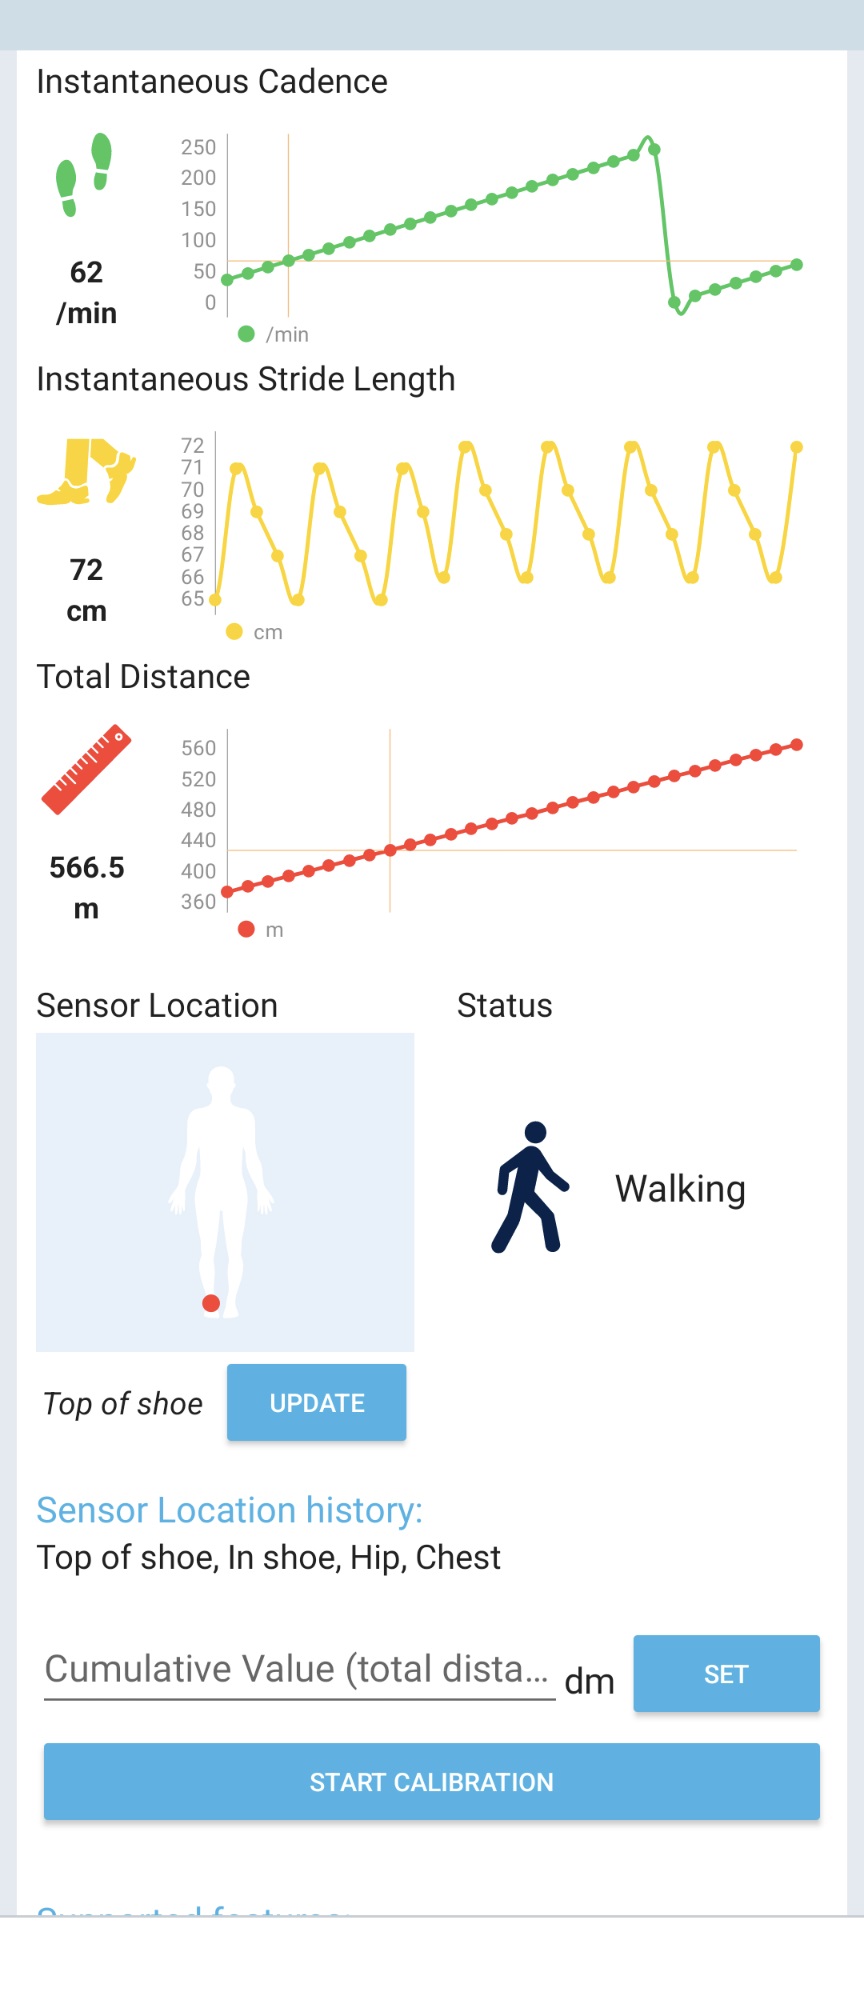 Instantaneous Cadence
250
200
150
100
50
0
62
/min
/min
Instantaneous Stride Length
72
71
70
69
68
67
66
65
72
cm
cm
Total Distance
560
520
480
440
400
360
566.5
m
m
Sensor Location
Status
Walking
Top of shoe
UPDATE
Sensor Location history:
Top of shoe, In shoe, Hip, Chest
Cumulative Value (total dista... dm
SET
START CALIBRATION
Supported features: